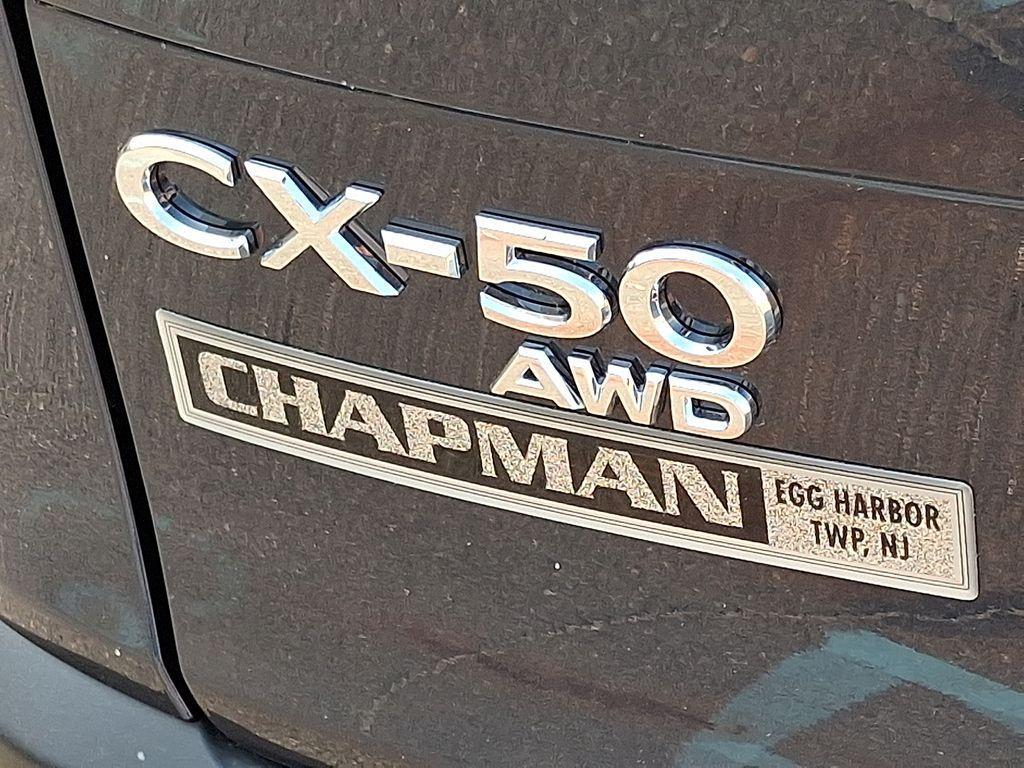 CX-50
AWD
CHAPMAN
EGG HARBOR
TWP, NJ